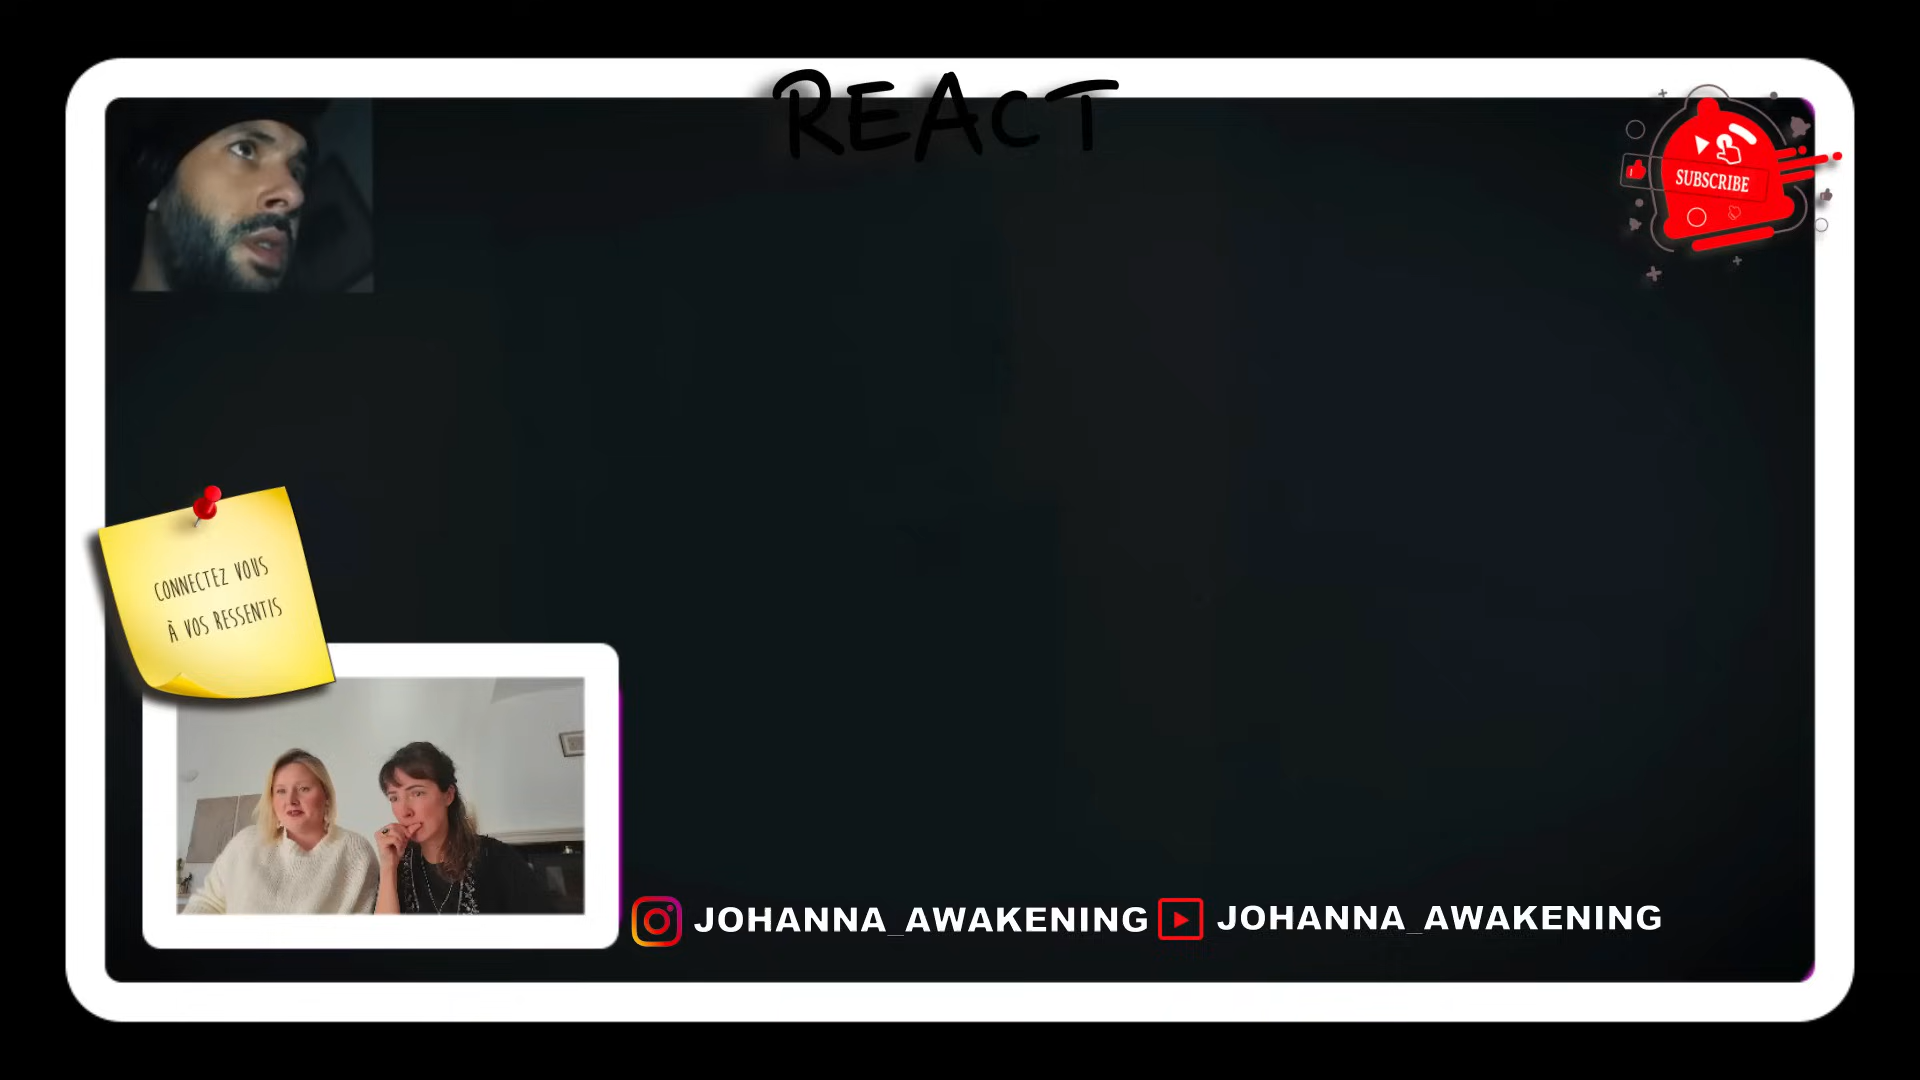 REACT
SUBSCRIBE
CONNECTEZ VOUS
À VOS RESSENTIS
JOHANNA_AWAKENING
JOHANNA_AWAKENING